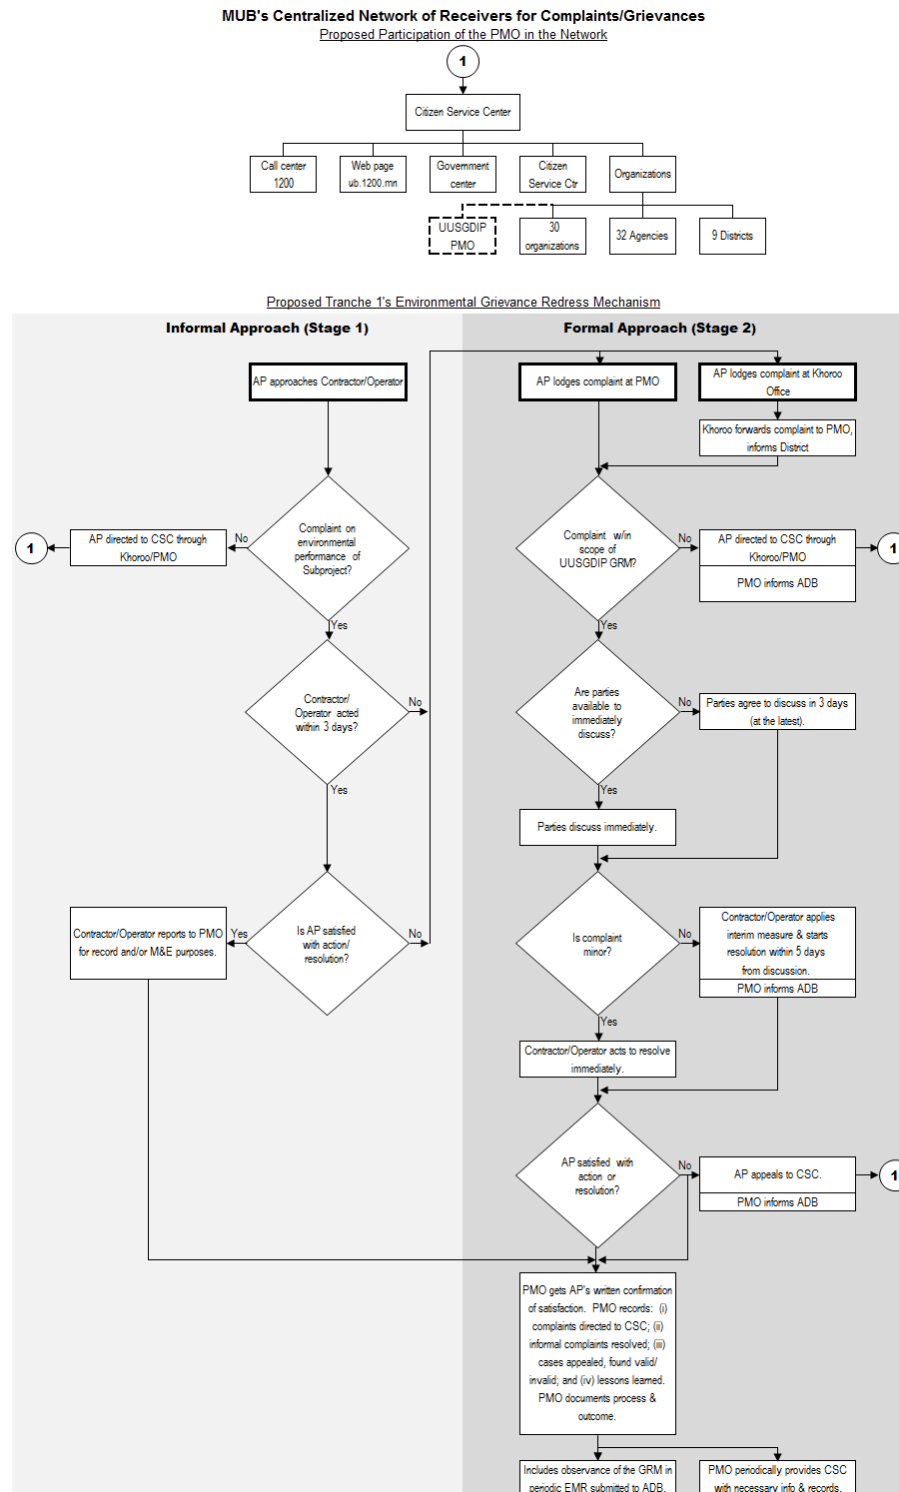 MUB's Centralized Network of Receivers for Complaints/Grievances
Proposed Participation of the PMO in the Network
1
Citizen Service Center
Call center
1200
Web page
ub.1200.mn
Government
center
Citizen
Service Ctr
Organizations
UUSGDIP
PMO
30
organizations
32 Agencies
9 Districts
Proposed Tranche 1's Environmental Grievance Redress Mechanism
Informal Approach (Stage 1)
Formal Approach (Stage 2)
AP approaches Contractor/Operator
AP lodges complaint at PMO
AP lodges complaint at Khoroo
Office
Khoroo forwards complaint to PMO,
informs District
Complaint on
environmental
performance of
Subproject?
No
AP directed to CSC through
Khoroo/PMO
1
Yes
Complaint w/in
scope of
UUSGDIP GRM?
No
AP directed to CSC through
Khoroo/PMO
PMO informs ADB
1
Yes
Contractor/
Operator acted
within 3 days?
No
Yes
Are parties
available to
immediately
discuss?
No
Parties agree to discuss in 3 days
(at the latest).
Yes
Parties discuss immediately.
Is AP satisfied
with action/
resolution?
Yes
No
Contractor/Operator reports to PMO
for record and/or M&E purposes.
Is complaint
minor?
No
Contractor/Operator applies
interim measure & starts
resolution within 5 days
from discussion.
PMO informs ADB
Yes
Contractor/Operator acts to resolve
immediately.
AP satisfied with
action or
resolution?
No
AP appeals to CSC.
PMO informs ADB
1
PMO gets AP's written confirmation
of satisfaction. PMO records: (i)
complaints directed to CSC; (ii)
informal complaints resolved; (iii)
cases appealed, found valid/
invalid; and (iv) lessons learned.
PMO documents process &
outcome.
Includes observance of the GRM in
periodic EMR submitted to ADB.
PMO periodically provides CSC
with necessary info & records.